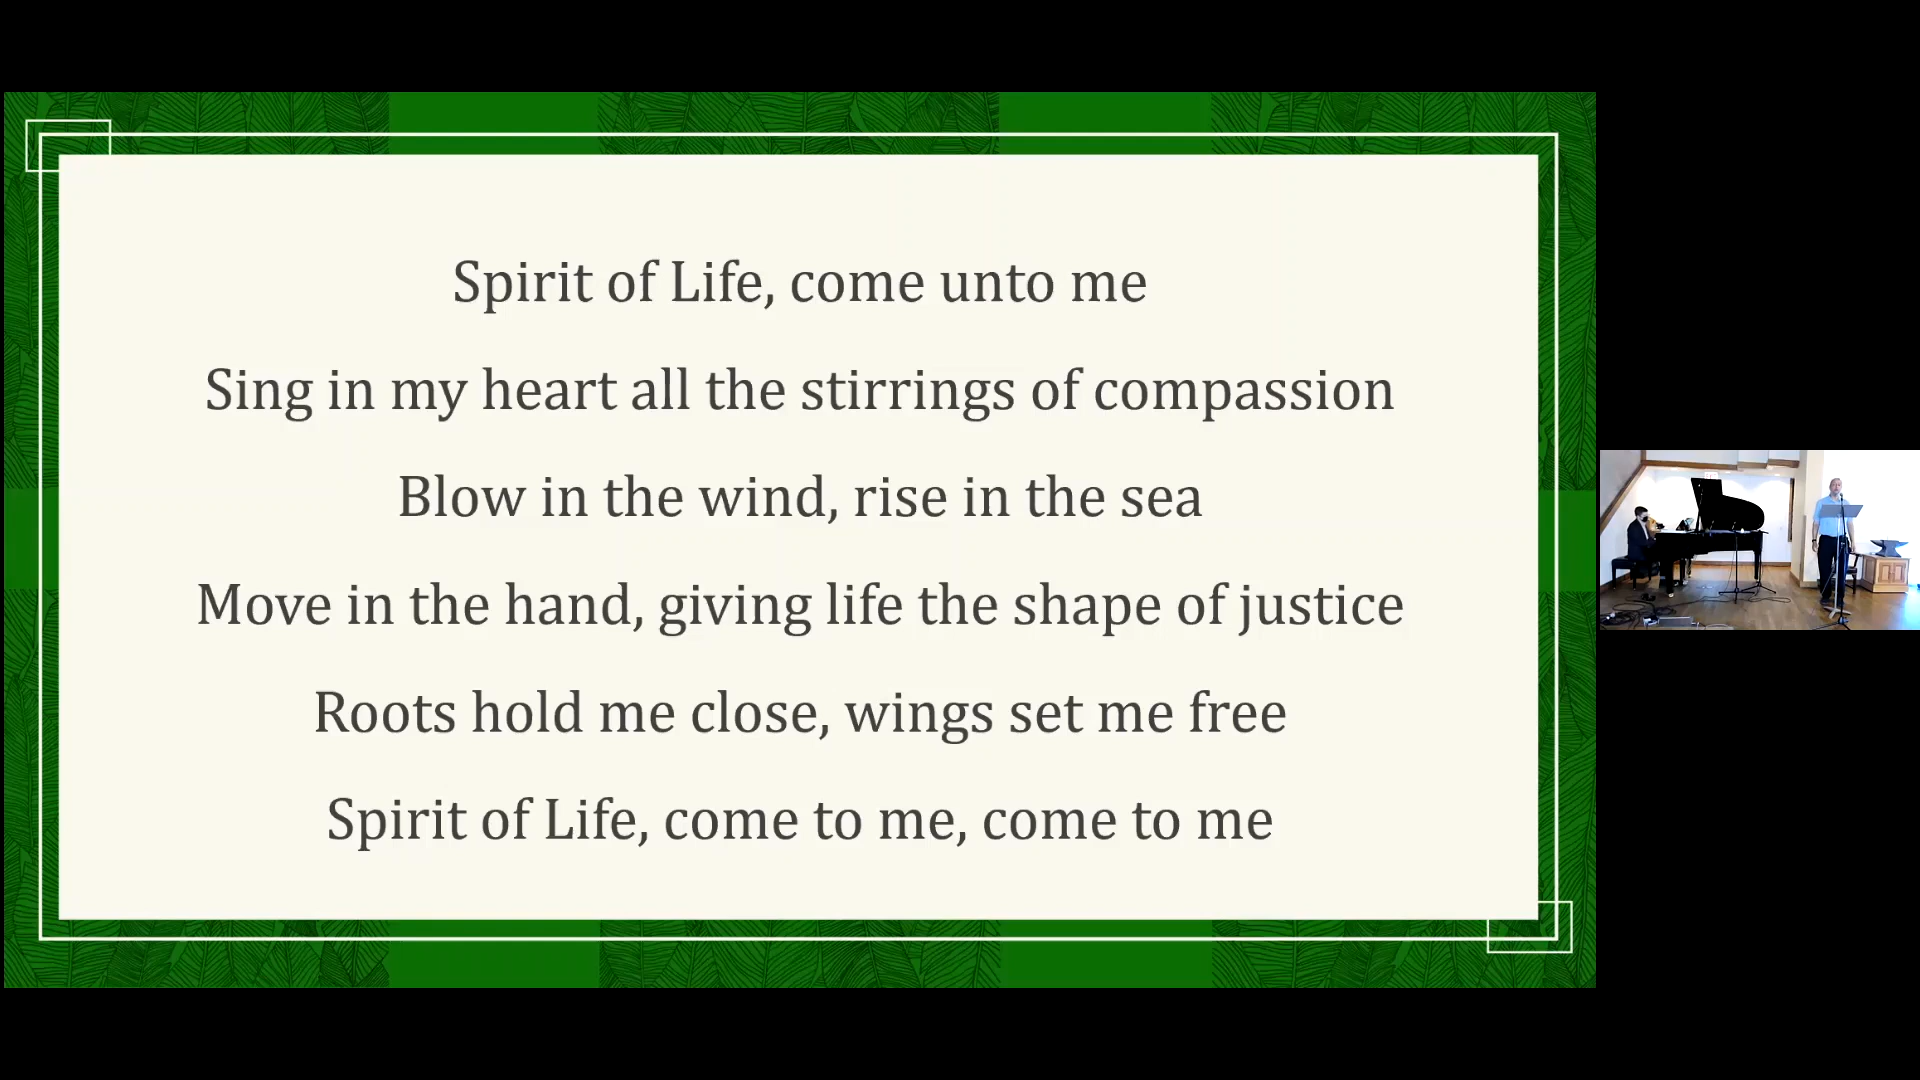 Spirit of Life, come unto me
Sing in my heart all the stirrings of compassion
Blow in the wind, rise in the sea
Move in the hand, giving life the shape of justice
Roots hold me close, wings set me free
Spirit of Life, come to me, come to me